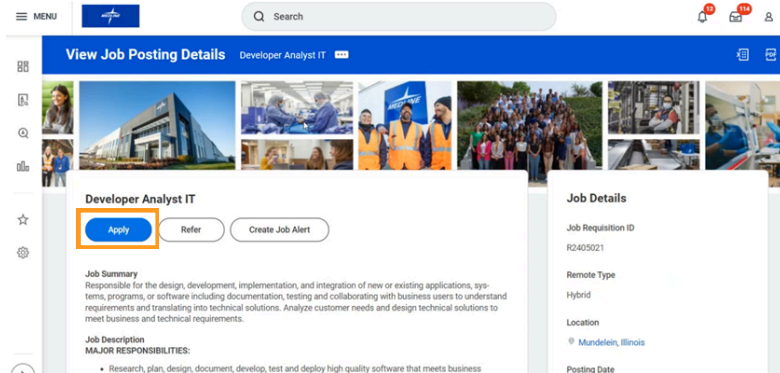 MENU
MEDLINE
Search
12
114
View Job Posting Details
Developer Analyst IT
PDF
MEDLINE
Developer Analyst IT
Apply
Refer
Create Job Alert
Job Summary
Responsible for the design, development, implementation, and integration of new or existing applications, sys-
tems, programs, or software including documentation, testing and collaborating with business users to understand
requirements and translating into technical solutions. Analyze customer needs and design technical solutions to
meet business and technical requirements.
Job Description
MAJOR RESPONSIBILITIES:
• Research, plan, design, document, develop, test and deploy high quality software that meets business
Job Details
Job Requisition ID
R2405021
Remote Type
Hybrid
Location
Mundelein, Illinois
Posting Date